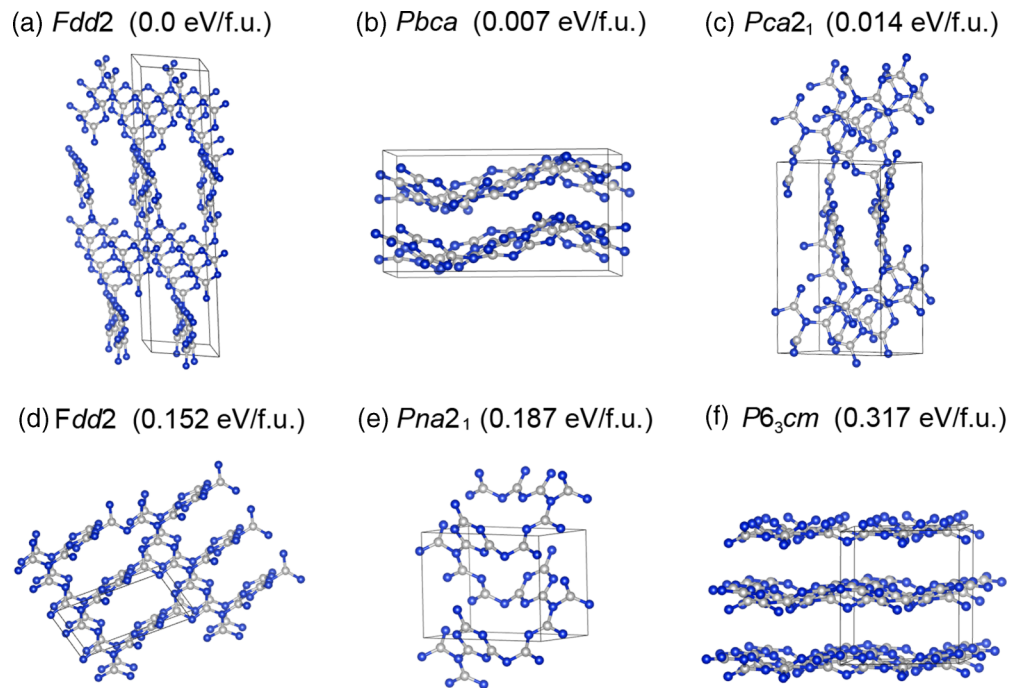 (a) Fdd2 (0.0 eV/f.u.)
(b) Pbca (0.007 eV/f.u.)
(c) Pca2₁ (0.014 eV/f.u.)
(d) Fdd2 (0.152 eV/f.u.)
(e) Pna2₁ (0.187 eV/f.u.)
(f) P6₃cm (0.317 eV/f.u.)